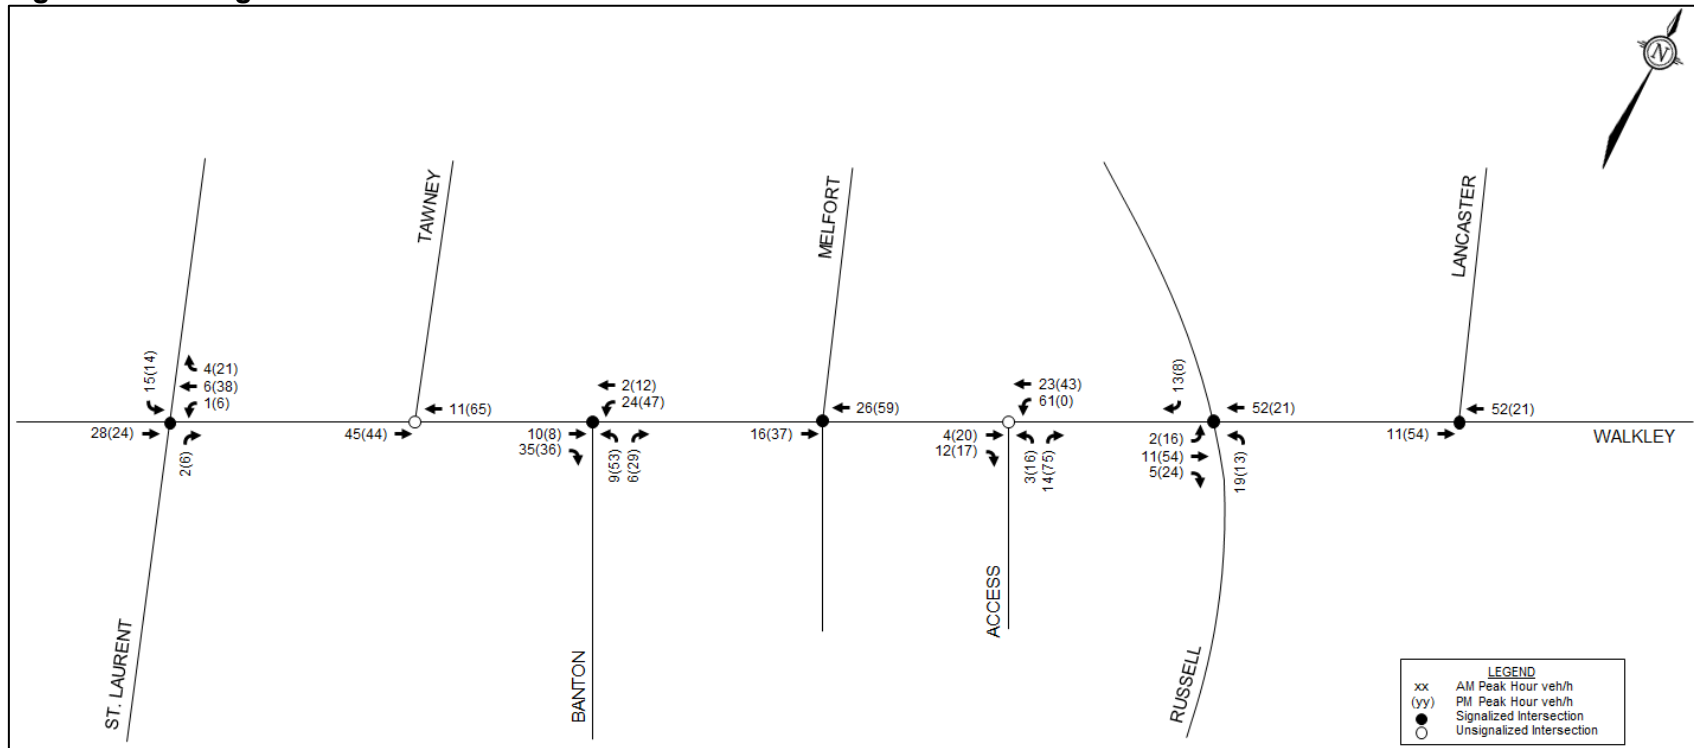 N
TAWNEY
MELFORT
LANCASTER
15(14)
4(21)
6(38)
1(6)
28(24)
2(6)
11(65)
45(44)
2(12)
24(47)
10(8)
35(36)
9(53)
6(29)
26(59)
16(37)
23(43)
61(0)
4(20)
12(17)
3(16)
14(75)
13(8)
52(21)
2(16)
11(54)
5(24)
19(13)
52(21)
11(54)
WALKLEY
ST. LAURENT
BANTON
ACCESS
RUSSELL
LEGEND
xx AM Peak Hour veh/h
(yy) PM Peak Hour veh/h
Signalized Intersection
Unsignalized Intersection